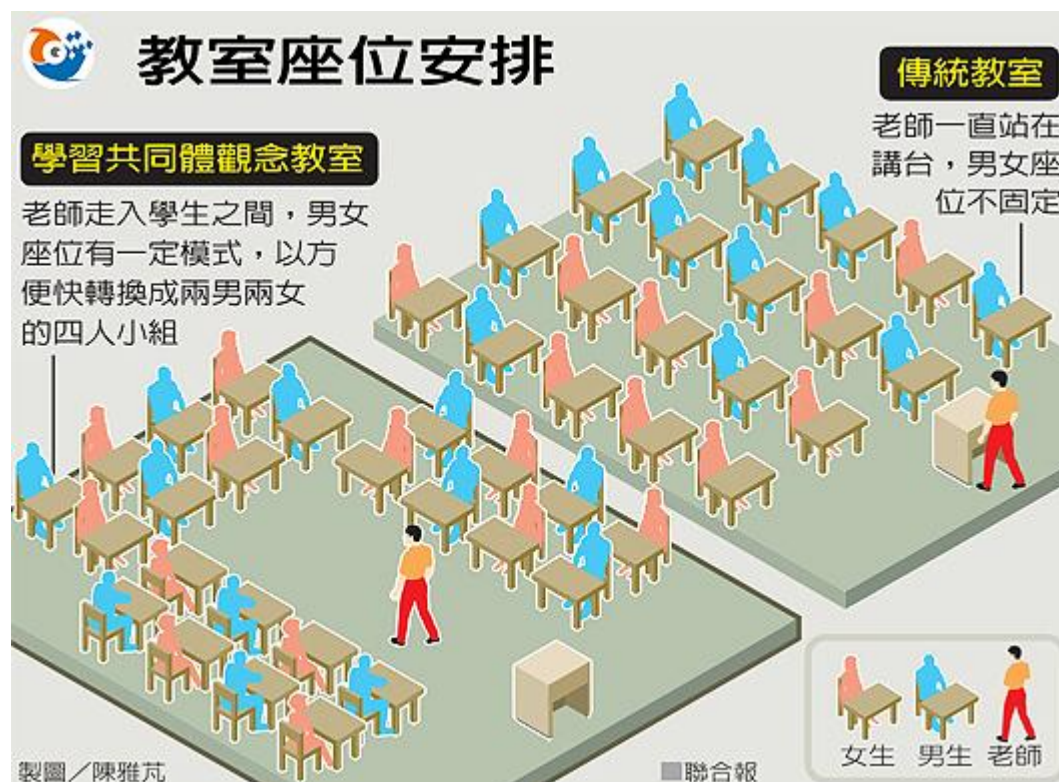 教室座位安排
學習共同體觀念教室
老師走入學生之間，男女
座位有一定模式，以方
便快轉換成兩男兩女
的四人小組
傳統教室
老師一直站在
講台，男女座
位不固定
女生 男生 老師
製圖／陳雅芃
■聯合報